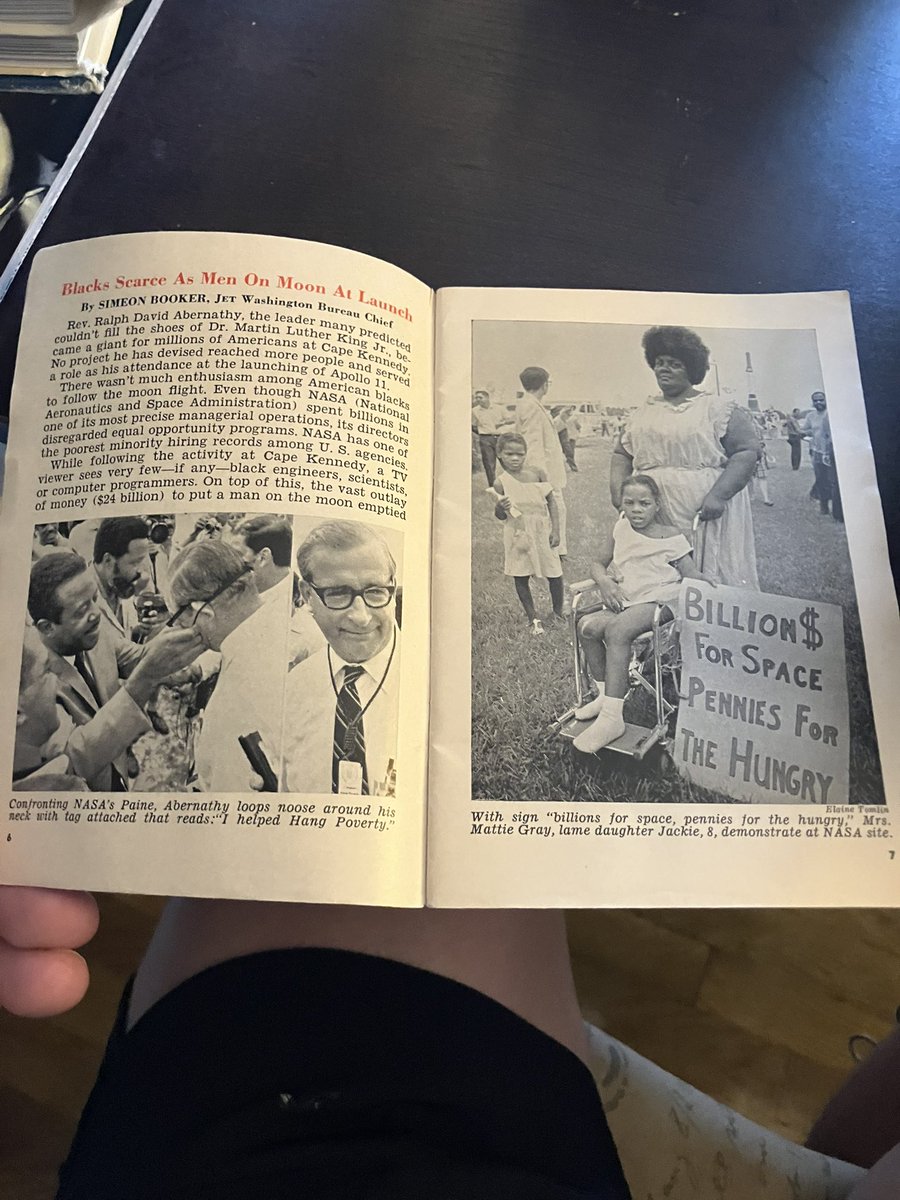 Blacks Scarce As Men On Moon At Launch
By SIMEON BOOKER, JET Washington Bureau Chief
Rev. Ralph David Abernathy, the leader many predicted
couldn't fill the shoes of Dr. Martin Luther King Jr., be-
came a giant for millions of Americans at Cape Kennedy.
No project he has devised reached more people and served
a role as his attendance at the launching of Apollo 11.
There wasn't much enthusiasm among American blacks
to follow the moon flight. Even though NASA (National
Aeronautics and Space Administration) spent billions in
one of its most precise managerial operations, its directors
disregarded equal opportunity programs. NASA has one of
the poorest minority hiring records among U. S. agencies.
While following the activity at Cape Kennedy, a TV
viewer sees very few—if any—black engineers, scientists,
or computer programmers. On top of this, the vast outlay
of money ($24 billion) to put a man on the moon emptied
Confronting NASA's Paine, Abernathy loops noose around his
neck with tag attached that reads:"I helped Hang Poverty."
6
BILLION$
FOR SPACE
PENNIES FOR
THE HUNGRY
Elaine Tomlin
With sign "billions for space, pennies for the hungry," Mrs.
Mattie Gray, lame daughter Jackie, 8, demonstrate at NASA site.
7